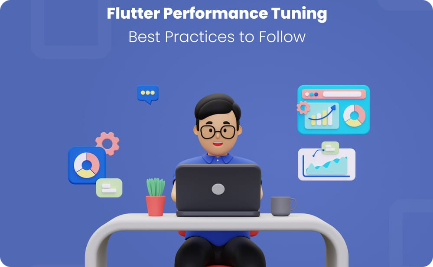 Flutter Performance Tuning
Best Practices to Follow